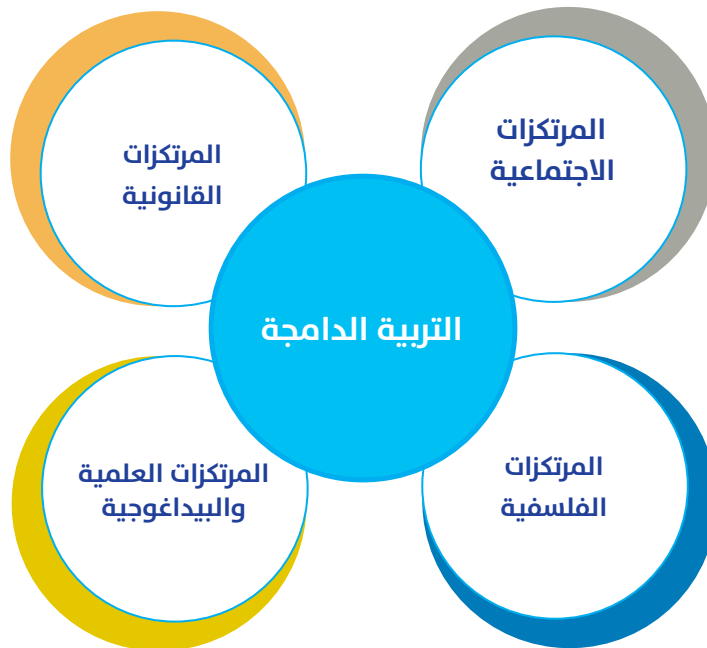 المرتكزات
الاجتماعية
المرتكزات
القانونية
التربية الدامجة
المرتكزات
الفلسفية
المرتكزات العلمية
والبيداغوجية